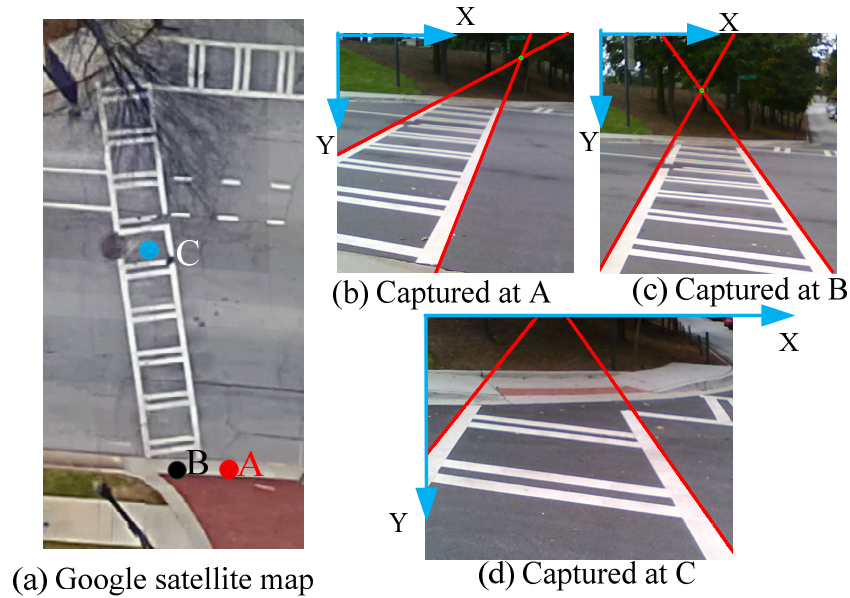 X
Y
X
Y
C
(b) Captured at A
(c) Captured at B
X
B
A
Y
(a) Google satellite map
(d) Captured at C